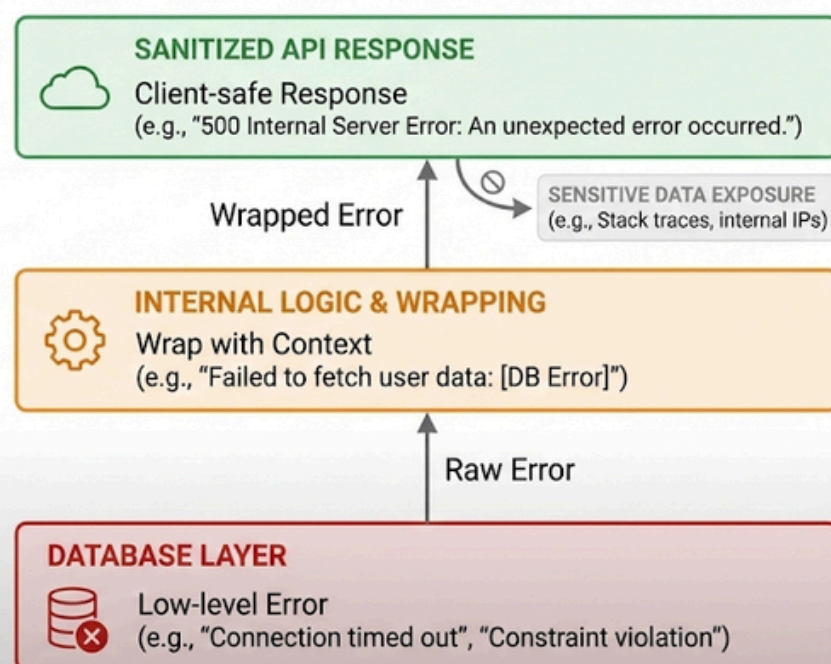 SANITIZED API RESPONSE
Client-safe Response
(e.g., “500 Internal Server Error: An unexpected error occurred.”)
Wrapped Error
SENSITIVE DATA EXPOSURE
(e.g., Stack traces, internal IPs)
INTERNAL LOGIC & WRAPPING
Wrap with Context
(e.g., “Failed to fetch user data: [DB Error]”)
Raw Error
DATABASE LAYER
Low-level Error
(e.g., “Connection timed out”, “Constraint violation”)